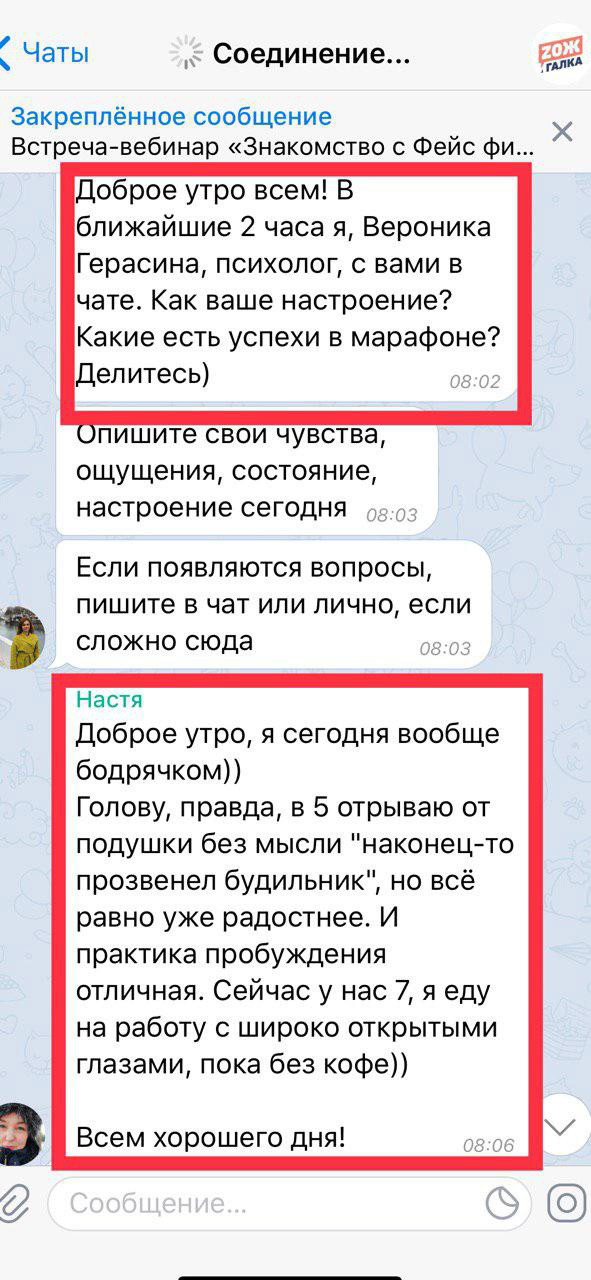 Чаты
Соединение...
ZОЖ
ГАЛКА
Закреплённое сообщение
Встреча-вебинар «Знакомство с Фейс фи...
Доброе утро всем! В
ближайшие 2 часа я, Вероника
Герасина, психолог, с вами в
чате. Как ваше настроение?
Какие есть успехи в марафоне?
Делитесь)
08:02
Опишите свои чувства,
ощущения, состояние,
настроение сегодня 08:03
Если появляются вопросы,
пишите в чат или лично, если
сложно сюда
08:03
Настя
Доброе утро, я сегодня вообще
бодрячком))
Голову, правда, в 5 отрываю от
подушки без мысли "наконец-то
прозвенел будильник", но всё
равно уже радостнее. И
практика пробуждения
отличная. Сейчас у нас 7, я еду
на работу с широко открытыми
глазами, пока без кофе))
Всем хорошего дня!
08:06
Сообщение...